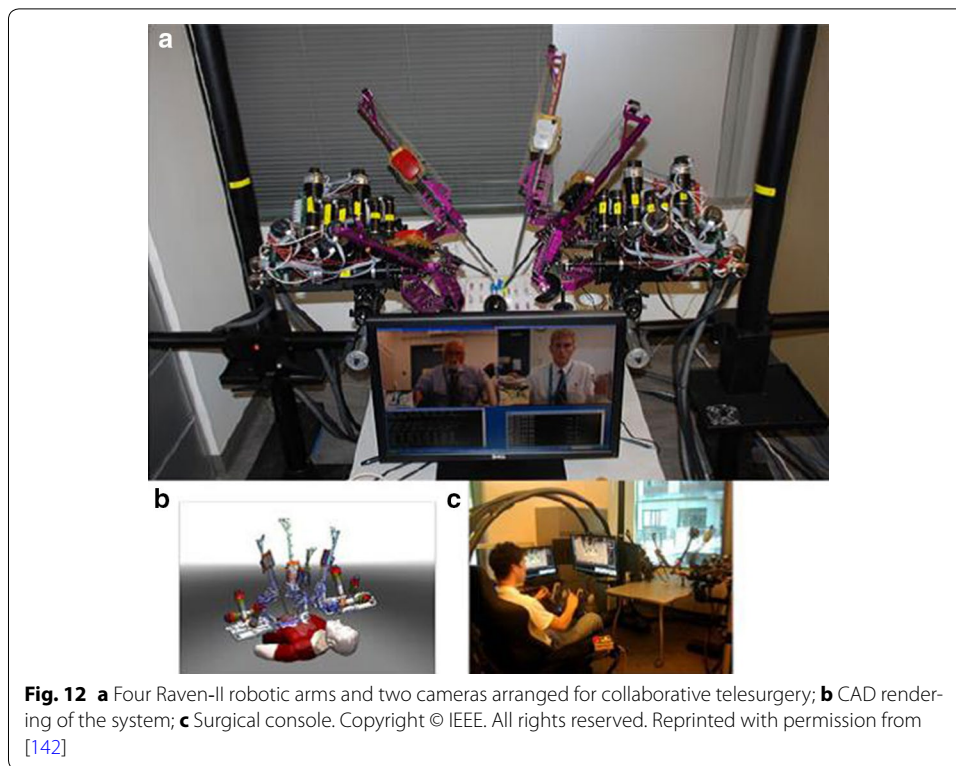 a
DELL
b
c
Fig. 12 a Four Raven-II robotic arms and two cameras arranged for collaborative telesurgery; b CAD render-
ing of the system; c Surgical console. Copyright © IEEE. All rights reserved. Reprinted with permission from
[142]